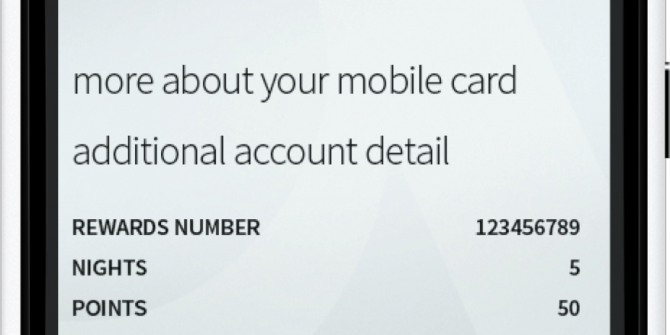 more about your mobile card
additional account detail
REWARDS NUMBER 123456789
NIGHTS 5
POINTS 50